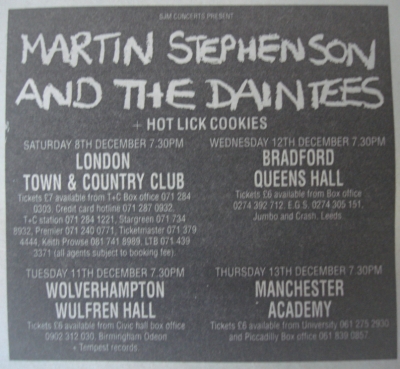 SJM CONCERTS PRESENT
MARTIN STEPHENSON
AND THE DAINTEES
+ HOT LICK COOKIES
SATURDAY 8TH DECEMBER 7.30PM
LONDON
TOWN & COUNTRY CLUB
Tickets £7 available from T+C Box office 071 284
0303. Credit card hotline 071 287 0932.
T+C station 071 284 1221, Stargreen 071 734
8932, Premier 071 240 0771, Ticketmaster 071 379
4444, Keith Prowse 081 741 8989, LTB 071 439
3371 (all agents subject to booking fee).
WEDNESDAY 12TH DECEMBER 7.30PM
BRADFORD
QUEENS HALL
Tickets £6 available from Box office
0274 392 712. E.G.S. 0274 305 151.
Jumbo and Crash, Leeds.
TUESDAY 11TH DECEMBER 7.30PM
WOLVERHAMPTON
WULFREN HALL
Tickets £6 available from Civic hall box office
0902 312 030, Birmingham Odeon
+ Tempest records.
THURSDAY 13TH DECEMBER 7.30PM
MANCHESTER
ACADEMY
Tickets £6 available from University 061 275 2930
and Piccadilly Box office 061 839 0857